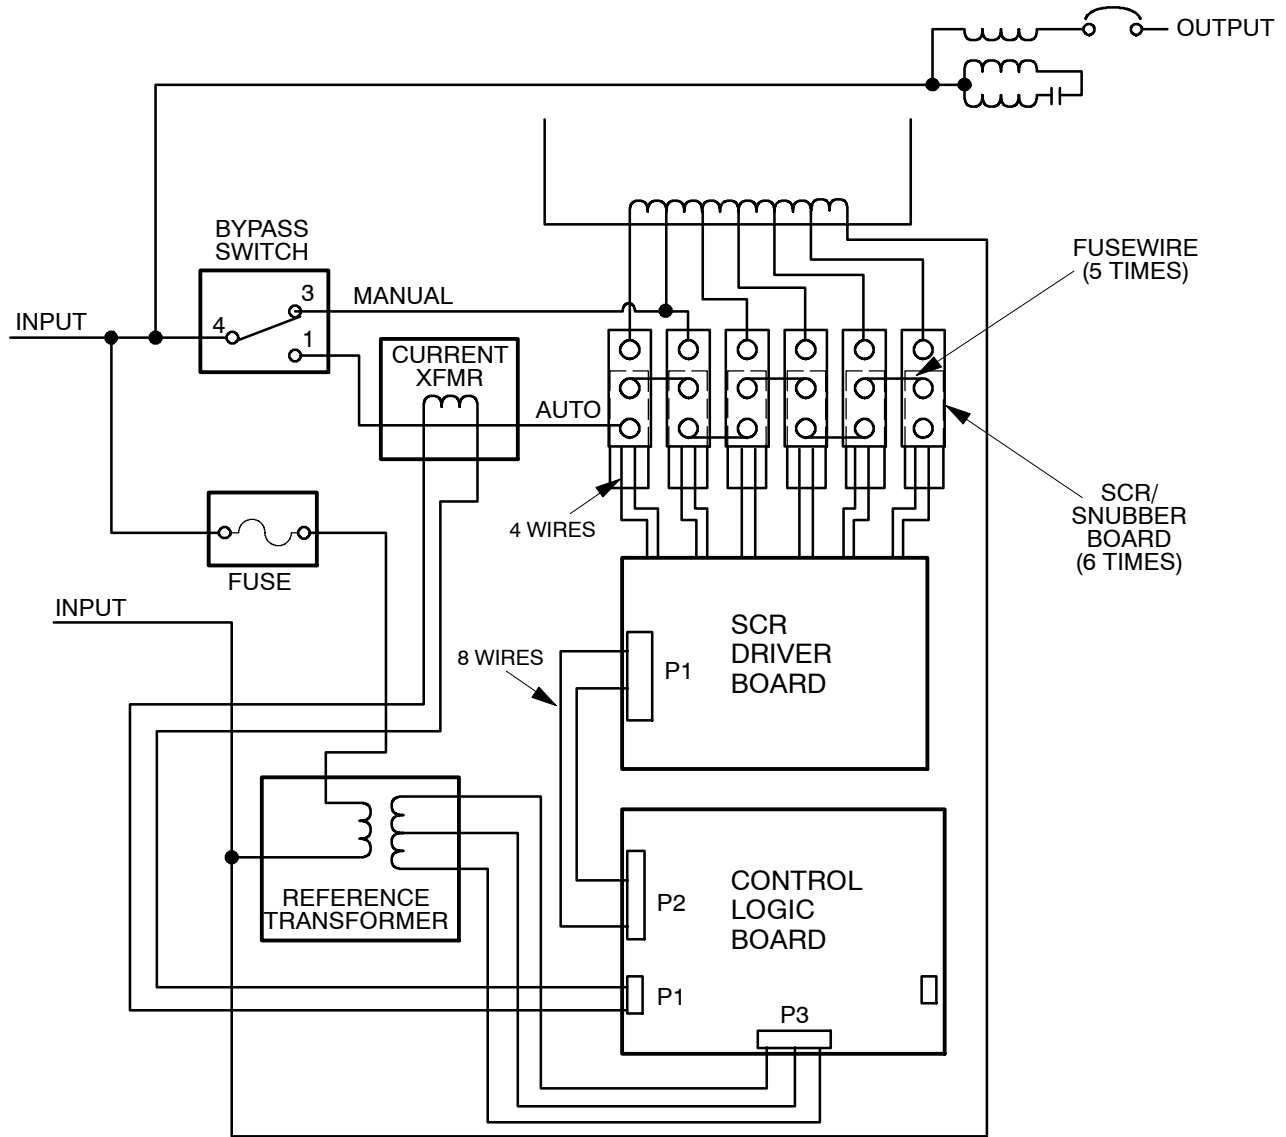 OUTPUT
BYPASS
SWITCH
FUSEWIRE
(5 TIMES)
3
MANUAL
INPUT
4
1
CURRENT
XFMR
AUTO
SCR/
SNUBBER
BOARD
(6 TIMES)
4 WIRES
FUSE
INPUT
SCR
DRIVER
BOARD
8 WIRES
P1
REFERENCE
TRANSFORMER
CONTROL
LOGIC
BOARD
P2
P1
P3